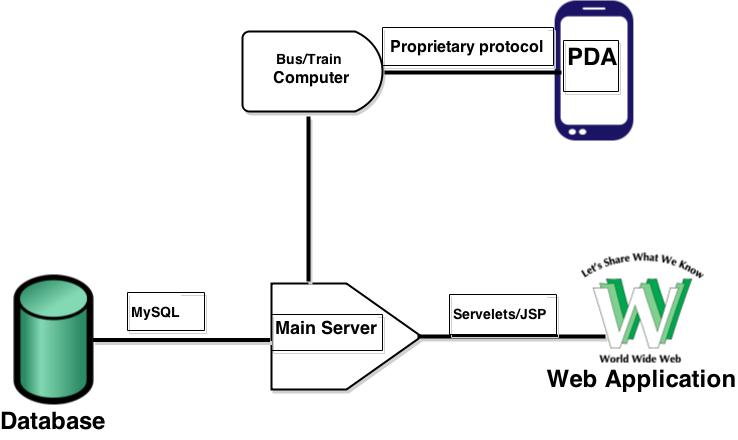 Bus/Train
Computer
Proprietary protocol
PDA
MySQL
Main Server
Servelets/JSP
Let's Share What We Know
W
World Wide Web
Web Application
Database